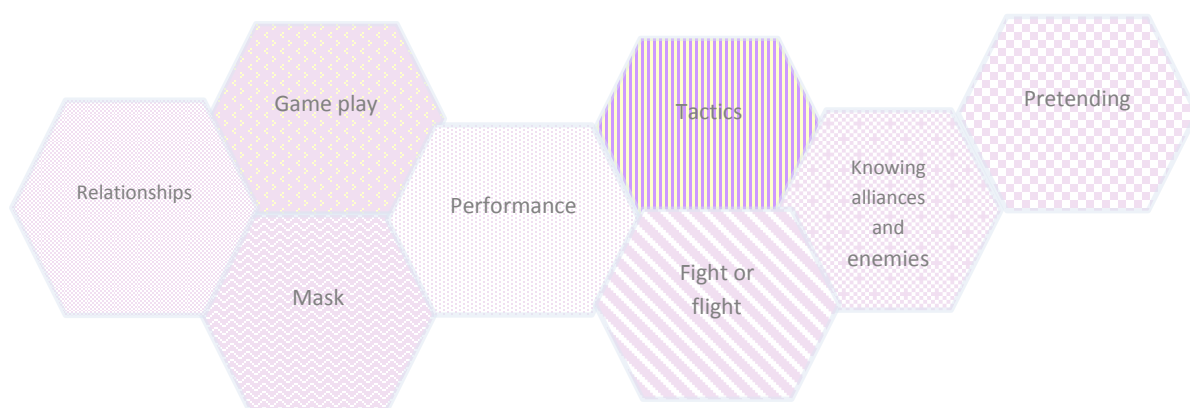 Relationships
Game play
Mask
Performance
Tactics
Fight or
flight
Knowing
alliances
and
enemies
Pretending